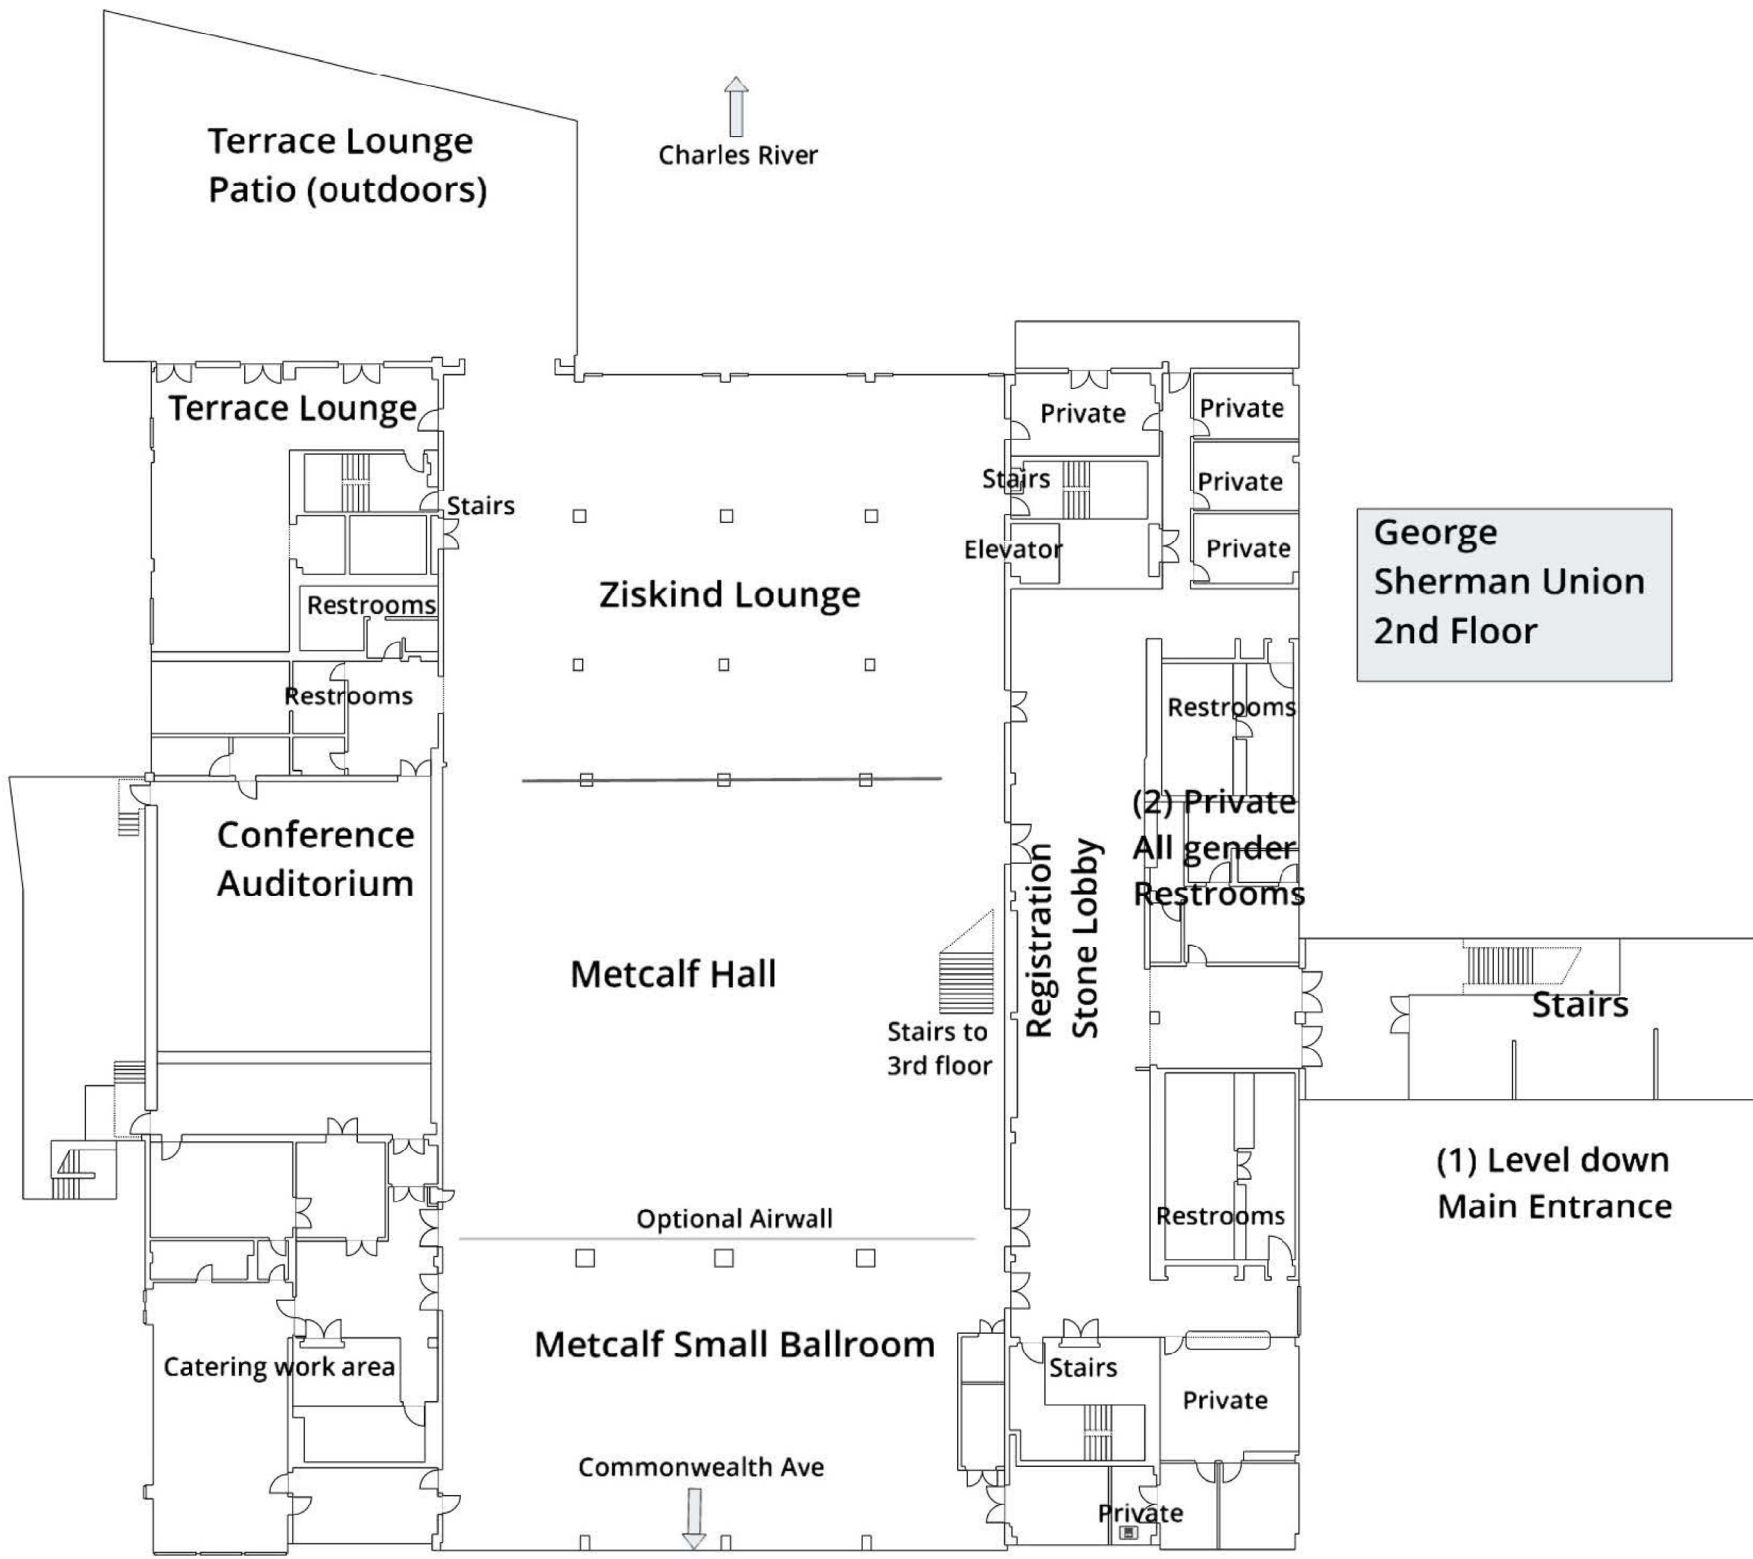 Terrace Lounge
Patio (outdoors)
Charles River
Terrace Lounge
Private
Private
Stairs
Private
Stairs
Elevator
Private
George
Sherman Union
2nd Floor
Ziskind Lounge
Restrooms
Restrooms
Restrooms
(2) Private
All gender
Restrooms
Conference
Auditorium
Registration
Stone Lobby
Metcalf Hall
Stairs to
3rd floor
Stairs
(1) Level down
Main Entrance
Restrooms
Optional Airwall
Metcalf Small Ballroom
Catering work area
Stairs
Private
Commonwealth Ave
Private